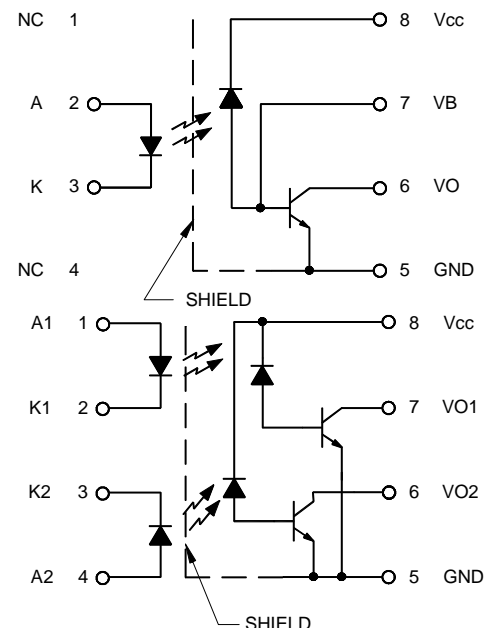 NC 1
8 Vcc
A 2
7 VB
K 3
6 VO
NC 4
5 GND
SHIELD
A1 1
8 Vcc
K1 2
7 VO1
K2 3
6 VO2
A2 4
5 GND
SHIELD